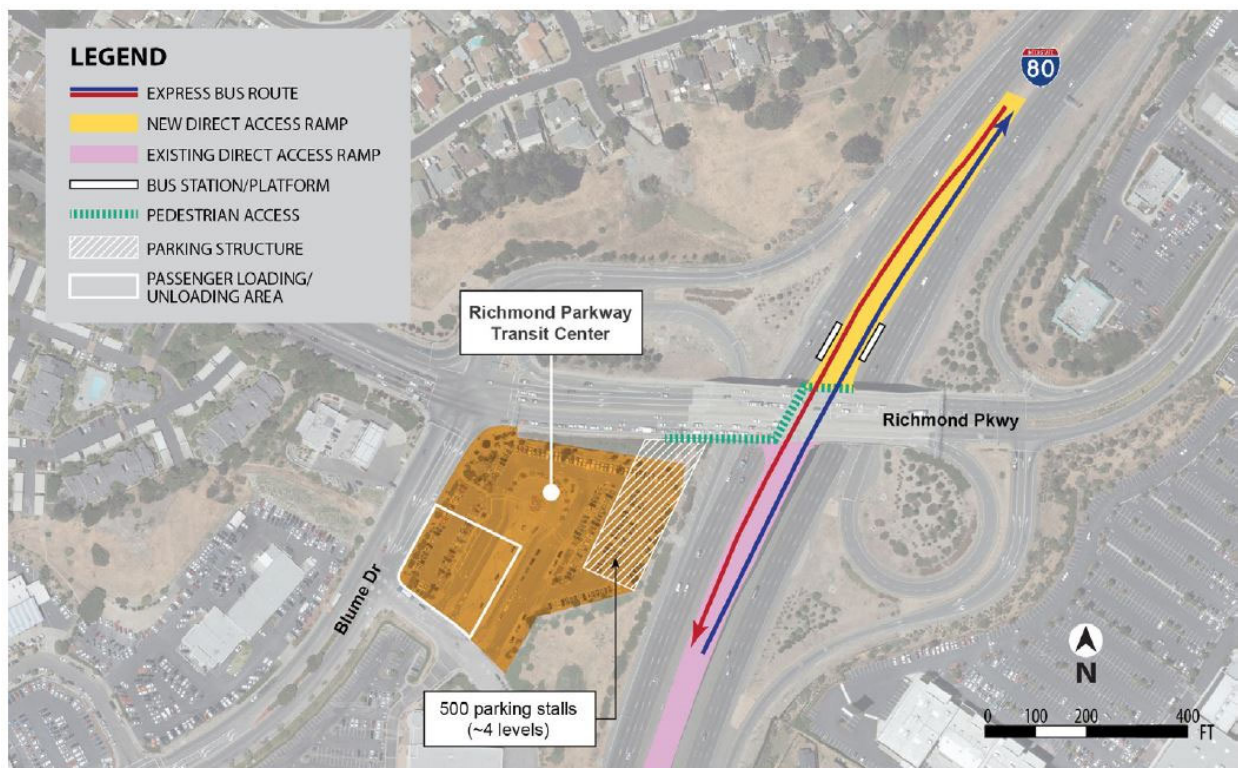 LEGEND
EXPRESS BUS ROUTE
NEW DIRECT ACCESS RAMP
EXISTING DIRECT ACCESS RAMP
BUS STATION/PLATFORM
PEDESTRIAN ACCESS
PARKING STRUCTURE
PASSENGER LOADING/
UNLOADING AREA
80
Richmond Parkway
Transit Center
Richmond Pkwy
Blume Dr
500 parking stalls
(~4 levels)
N
0 100 200 400
FT